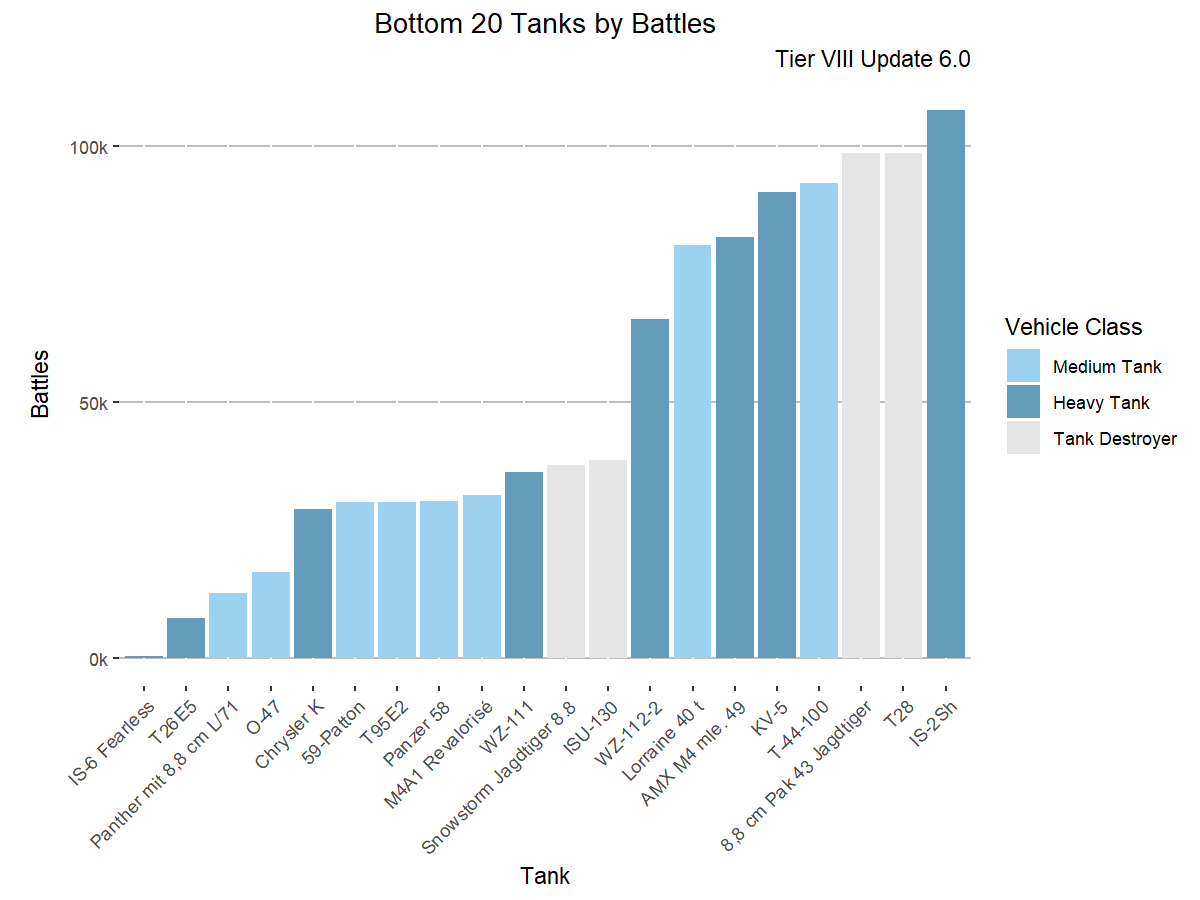 Bottom 20 Tanks by Battles
Tier VIII Update 6.0
100k
50k
0k
Battles
IS-6 Fearless
T26E5
Panther mit 8,8 cm L/71
O-47
Chrysler K
59-Patton
T95E2
Panzer 58
M4A1 Revalorisé
WZ-111
Snowstorm Jagdtiger 8.8
ISU-130
WZ-112-2
Lorraine 40 t
AMX M4 mle. 49
KV-5
T-44-100
8,8 cm Pak 43 Jagdtiger
T28
IS-2Sh
Tank
Vehicle Class
Medium Tank
Heavy Tank
Tank Destroyer